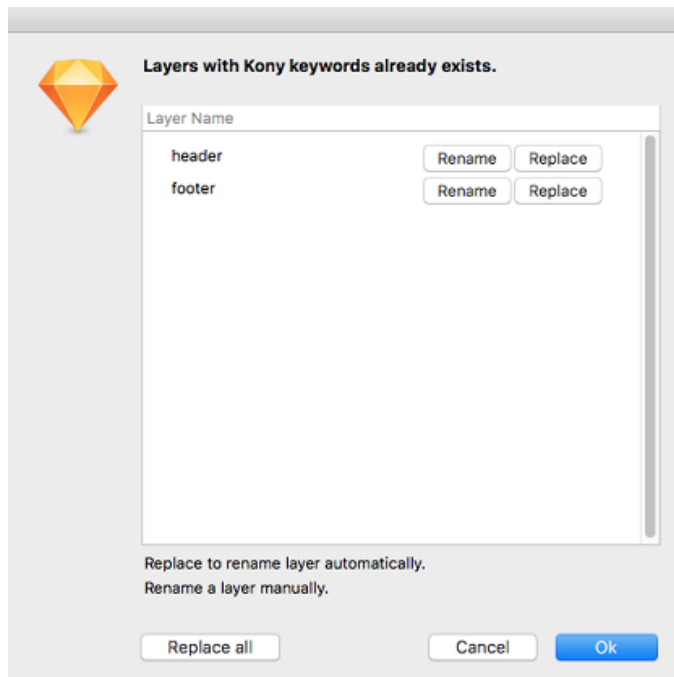 Layers with Kony keywords already exists.
Layer Name
header Rename Replace
footer Rename Replace
Replace to rename layer automatically.
Rename a layer manually.
Replace all Cancel Ok